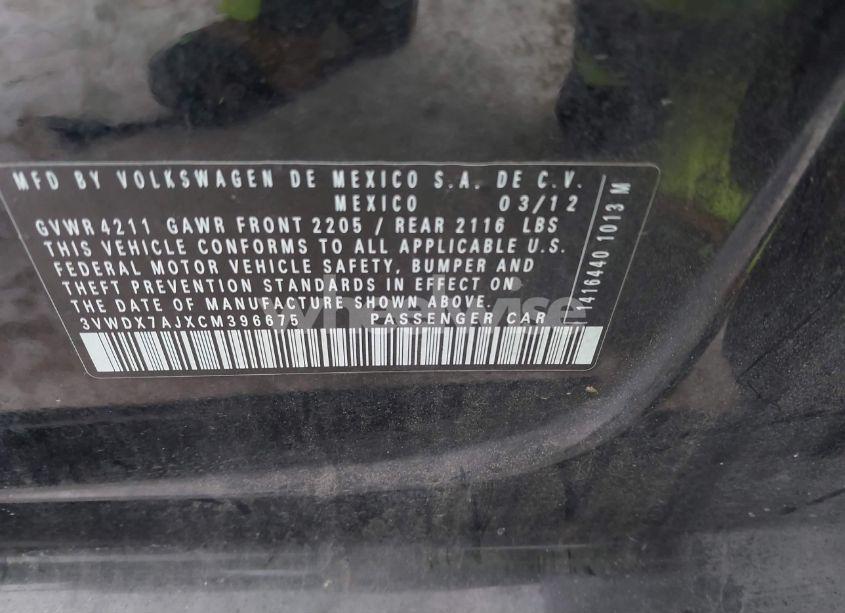 MFD BY VOLKSWAGEN DE MEXICO S.A. DE C.V.
MEXICO 03/12
GVWR 4211 GAWR FRONT 2205 / REAR 2116 LBS
THIS VEHICLE CONFORMS TO ALL APPLICABLE U.S.
FEDERAL MOTOR VEHICLE SAFETY, BUMPER AND
THEFT PREVENTION STANDARDS IN EFFECT ON
THE DATE OF MANUFACTURE SHOWN ABOVE.
3VWDX7AJXCM396675 PASSENGER CAR
1416440 1013 M